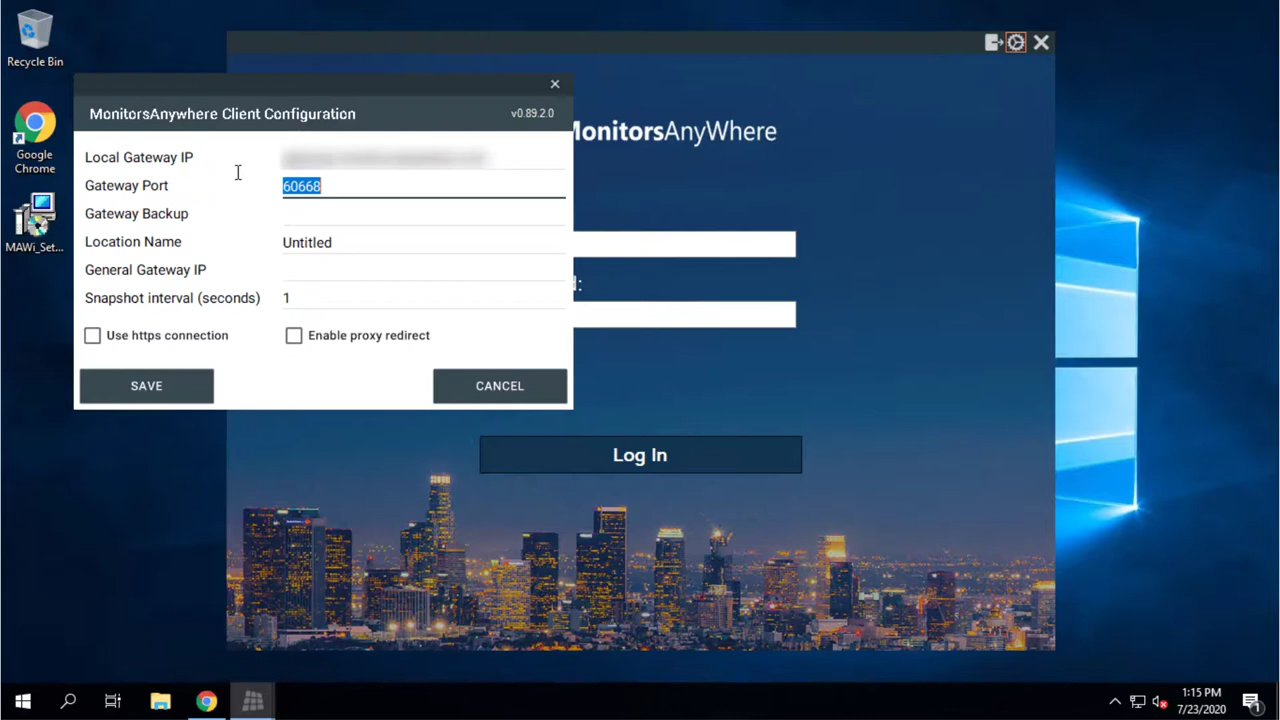 Recycle Bin
Google
Chrome
MAWi_Set...
MonitorsAnywhere Client Configuration
v0.89.2.0
Local Gateway IP
Gateway Port
60668
Gateway Backup
Location Name
Untitled
General Gateway IP
Snapshot interval (seconds)
1
Use https connection
Enable proxy redirect
SAVE
CANCEL
MonitorsAnyWhere
d:
Log In
1:15 PM
7/23/2020
1